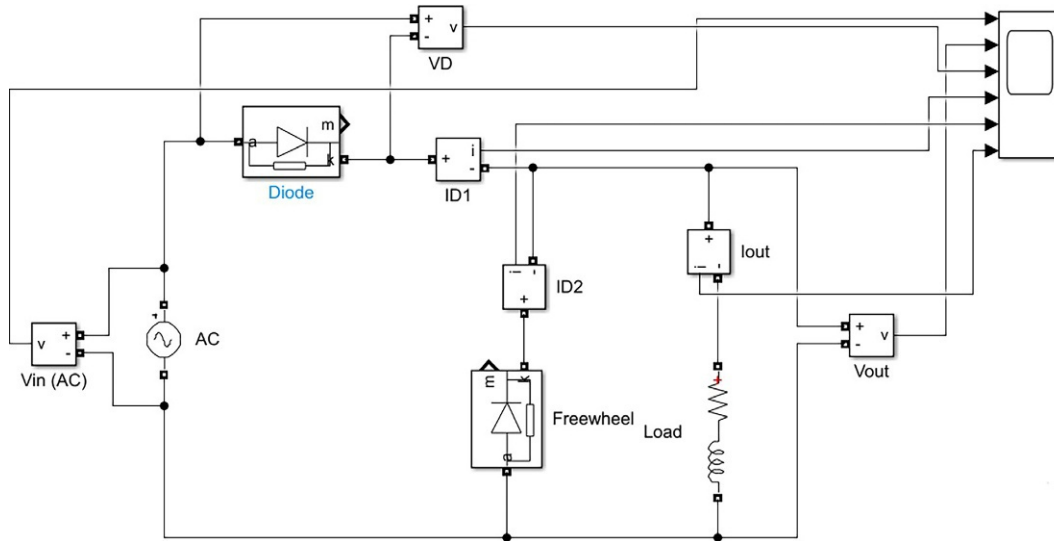 +
-
v
VD
a
m
k
Diode
+
i
-
ID1
+
i
-
Iout
i
-
+
ID2
AC
v
+
-
Vin (AC)
+
-
v
Vout
m
k
a
Freewheel
Load
+